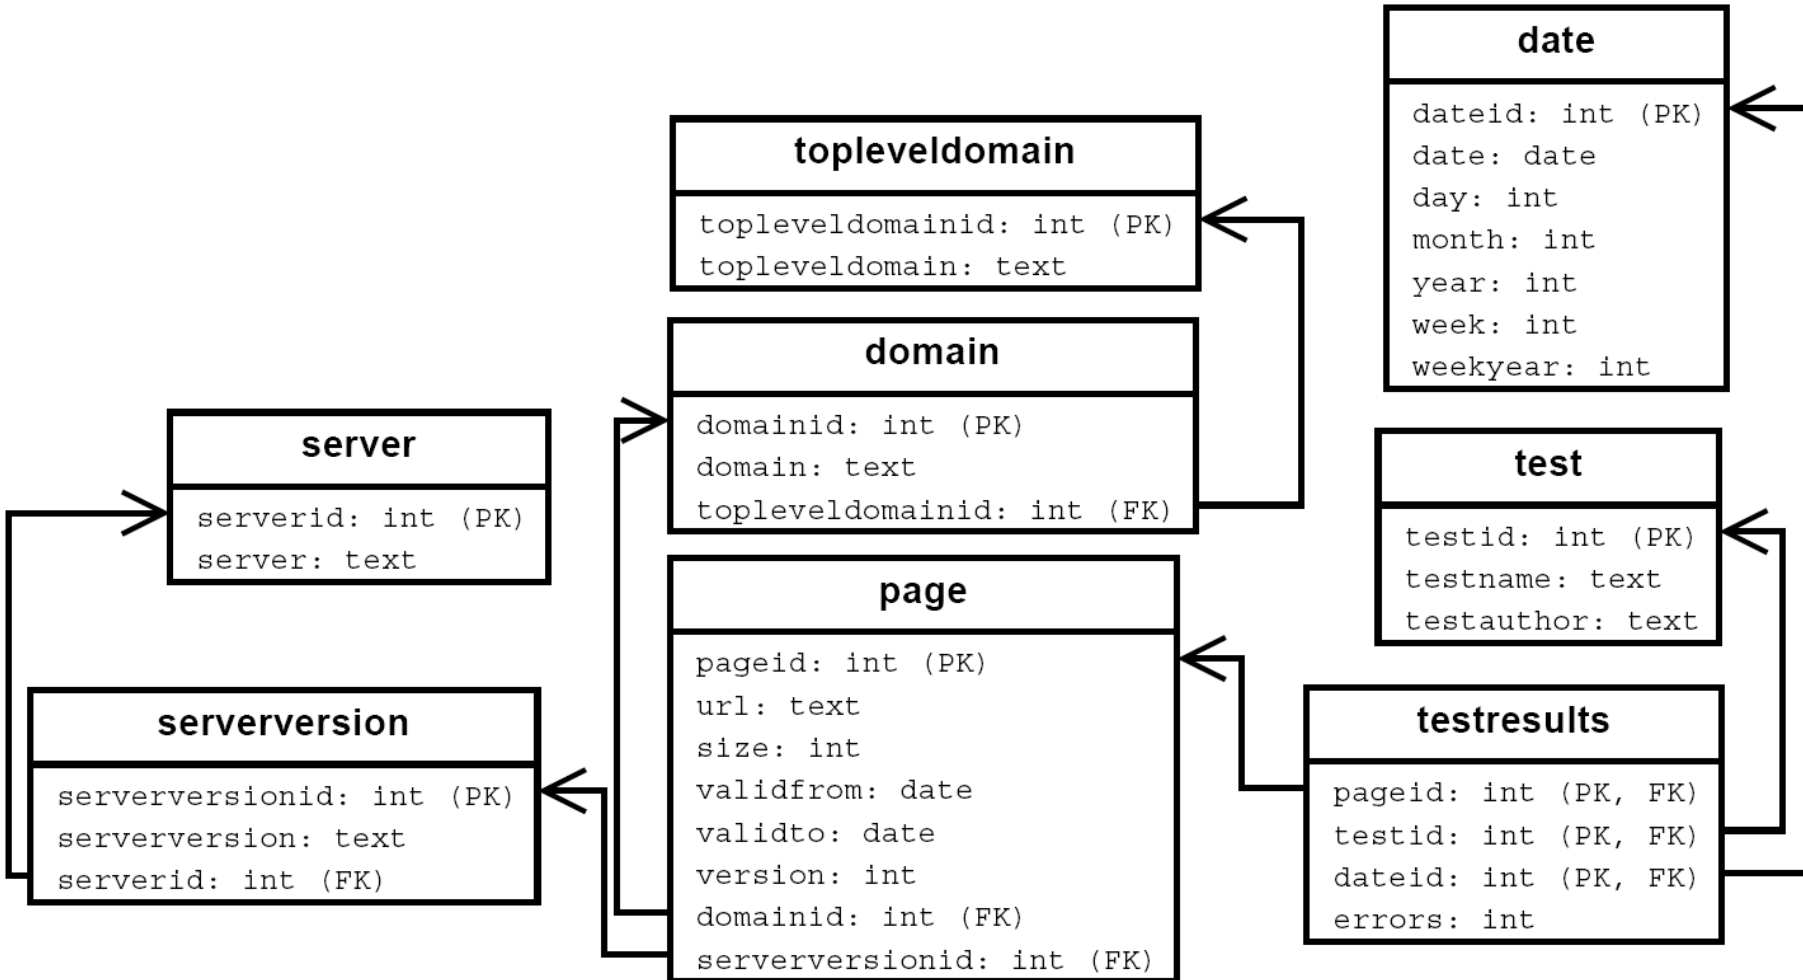 date
dateid: int (PK)
date: date
day: int
month: int
year: int
week: int
weekyear: int
topleveldomain
topleveldomainid: int (PK)
topleveldomain: text
domain
domainid: int (PK)
domain: text
topleveldomainid: int (FK)
server
serverid: int (PK)
server: text
test
testid: int (PK)
testname: text
testauthor: text
page
pageid: int (PK)
url: text
size: int
validfrom: date
validto: date
version: int
domainid: int (FK)
serverversionid: int (FK)
serverversion
serverversionid: int (PK)
serverversion: text
serverid: int (FK)
testresults
pageid: int (PK, FK)
testid: int (PK, FK)
dateid: int (PK, FK)
errors: int